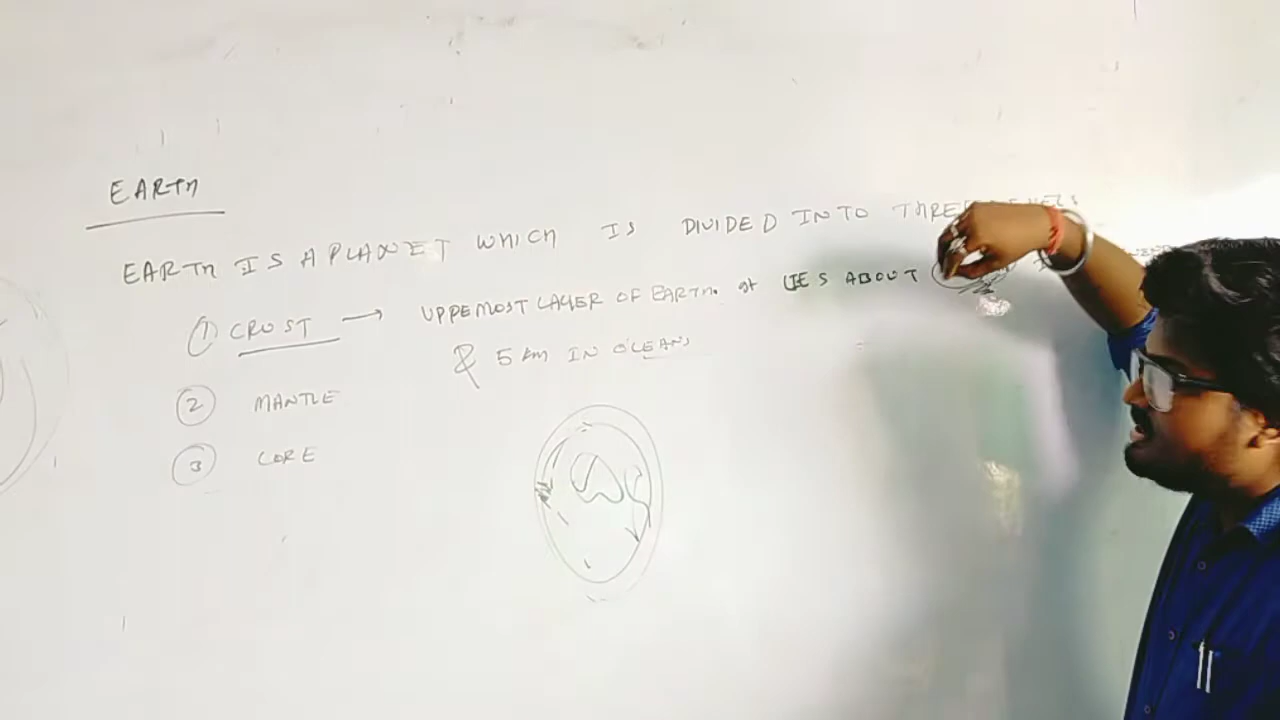 EARTH
EARTH IS A PLANET WHICH IS DIVIDED INTO THREE
① CRUST → UPPEMOST LAYER OF EARTH. It LIES ABOUT
& 5 KM IN OCEANS
② MANTLE
③ CORE